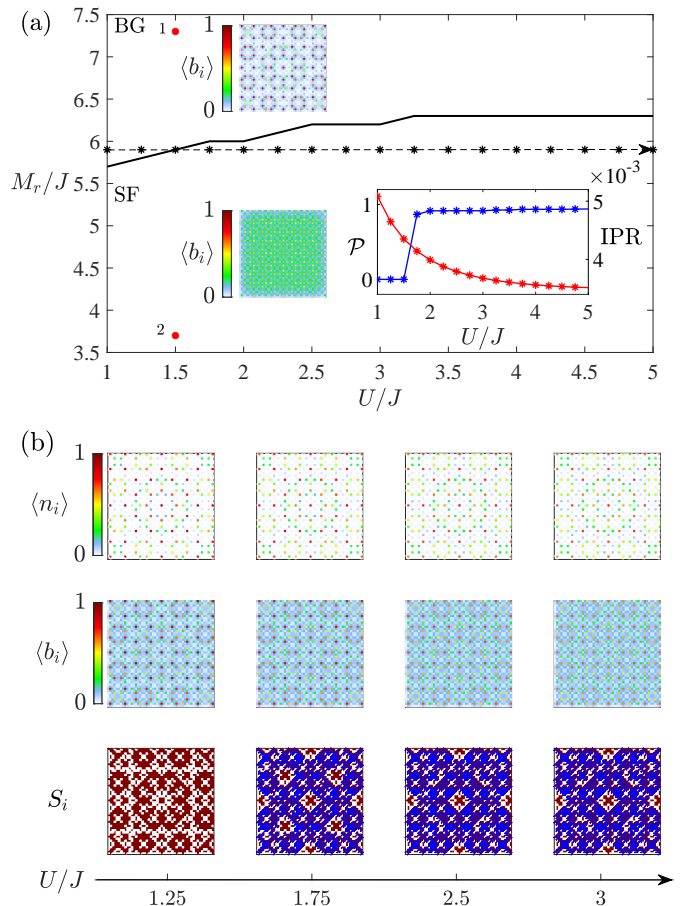 (a)
7.5
7
6.5
6
5.5
5
4.5
4
3.5
M_r/J
BG
1
⟨b_i⟩
1
0
SF
⟨b_i⟩
1
0
2
1
P
0
×10⁻³
5
IPR
4
1 2 3 4 5
U/J
1 1.5 2 2.5 3 3.5 4 4.5 5
U/J
(b)
⟨n_i⟩
1
0
⟨b_i⟩
1
0
S_i
U/J
1.25 1.75 2.5 3